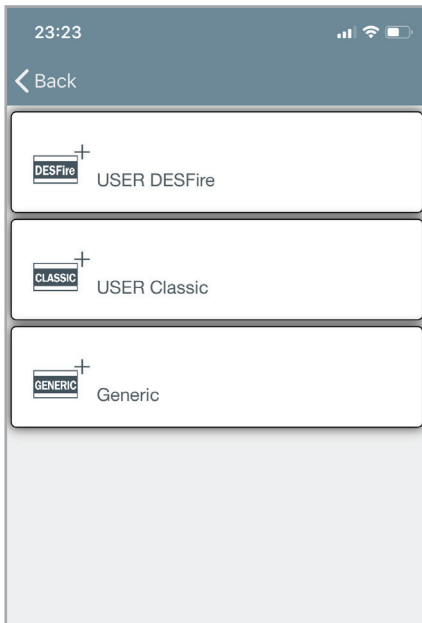 23:23
Back
DESFire
USER DESFire
CLASSIC
USER Classic
GENERIC
Generic